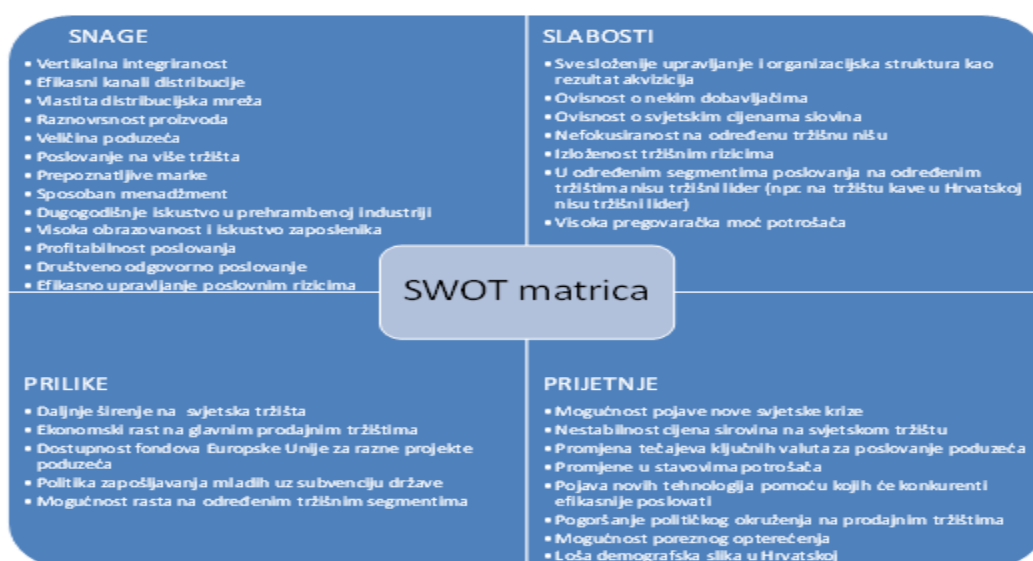 SNAGE
• Vertikalna integriranost
• Efikasni kanali distribucije
• Vlastita distribucijska mreža
• Raznovrsnost proizvoda
• Veličina poduzeća
• Poslovanje na više tržišta
• Prepoznatljive marke
• Sposoban menadžment
• Dugogodišnje iskustvo u prehrambenoj industriji
• Visoka obrazovanost i iskustvo zaposlenika
• Profitabilnost poslovanja
• Društveno odgovorno poslovanje
• Efikasno upravljanje poslovnim rizicima
SLABOSTI
• Sve složenije upravljanje i organizacijska struktura kao
rezultat akvizicija
• Ovisnost o nekim dobavljačima
• Ovisnost o svjetskim cijenama slovina
• Nefokusiranost na određenu tržišnu nišu
• Izloženost tržišnim rizicima
• U određenim segmentima poslovanja na određenim
tržištima nisu tržišni lider (npr. na tržištu kave u Hrvatskoj
nisu tržišni lider)
• Visoka pregovaračka moć potrošača
SWOT matrica
PRILIKE
• Daljnje širenje na svjetska tržišta
• Ekonomski rast na glavnim prodajnim tržištima
• Dostupnost fondova Europske Unije za razne projekte
poduzeća
• Politika zapošljavanja mladih uz subvenciju države
• Mogućnost rasta na određenim tržišnim segmentima
PRIJETNJE
• Mogućnost pojave nove svjetske krize
• Nestabilnost cijena sirovina na svjetskom tržištu
• Promjena tečajeva ključnih valuta za poslovanje poduzeća
• Promjene u stavovima potrošača
• Pojava novih tehnologija pomoću kojih će konkurenti
efikasnije poslovati
• Pogoršanje političkog okruženja na prodajnim tržištima
• Mogućnost poreznog opterećenja
• Loša demografska slika u Hrvatskoj